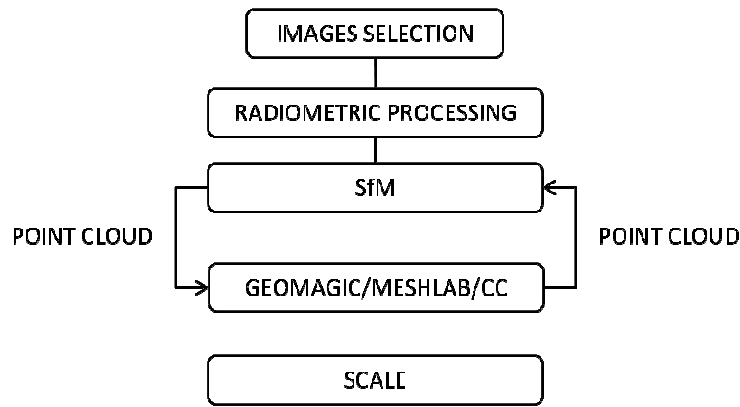 IMAGES SELECTION
RADIOMETRIC PROCESSING
SfM
POINT CLOUD
POINT CLOUD
GEOMAGIC/MESHLAB/CC
SCALE